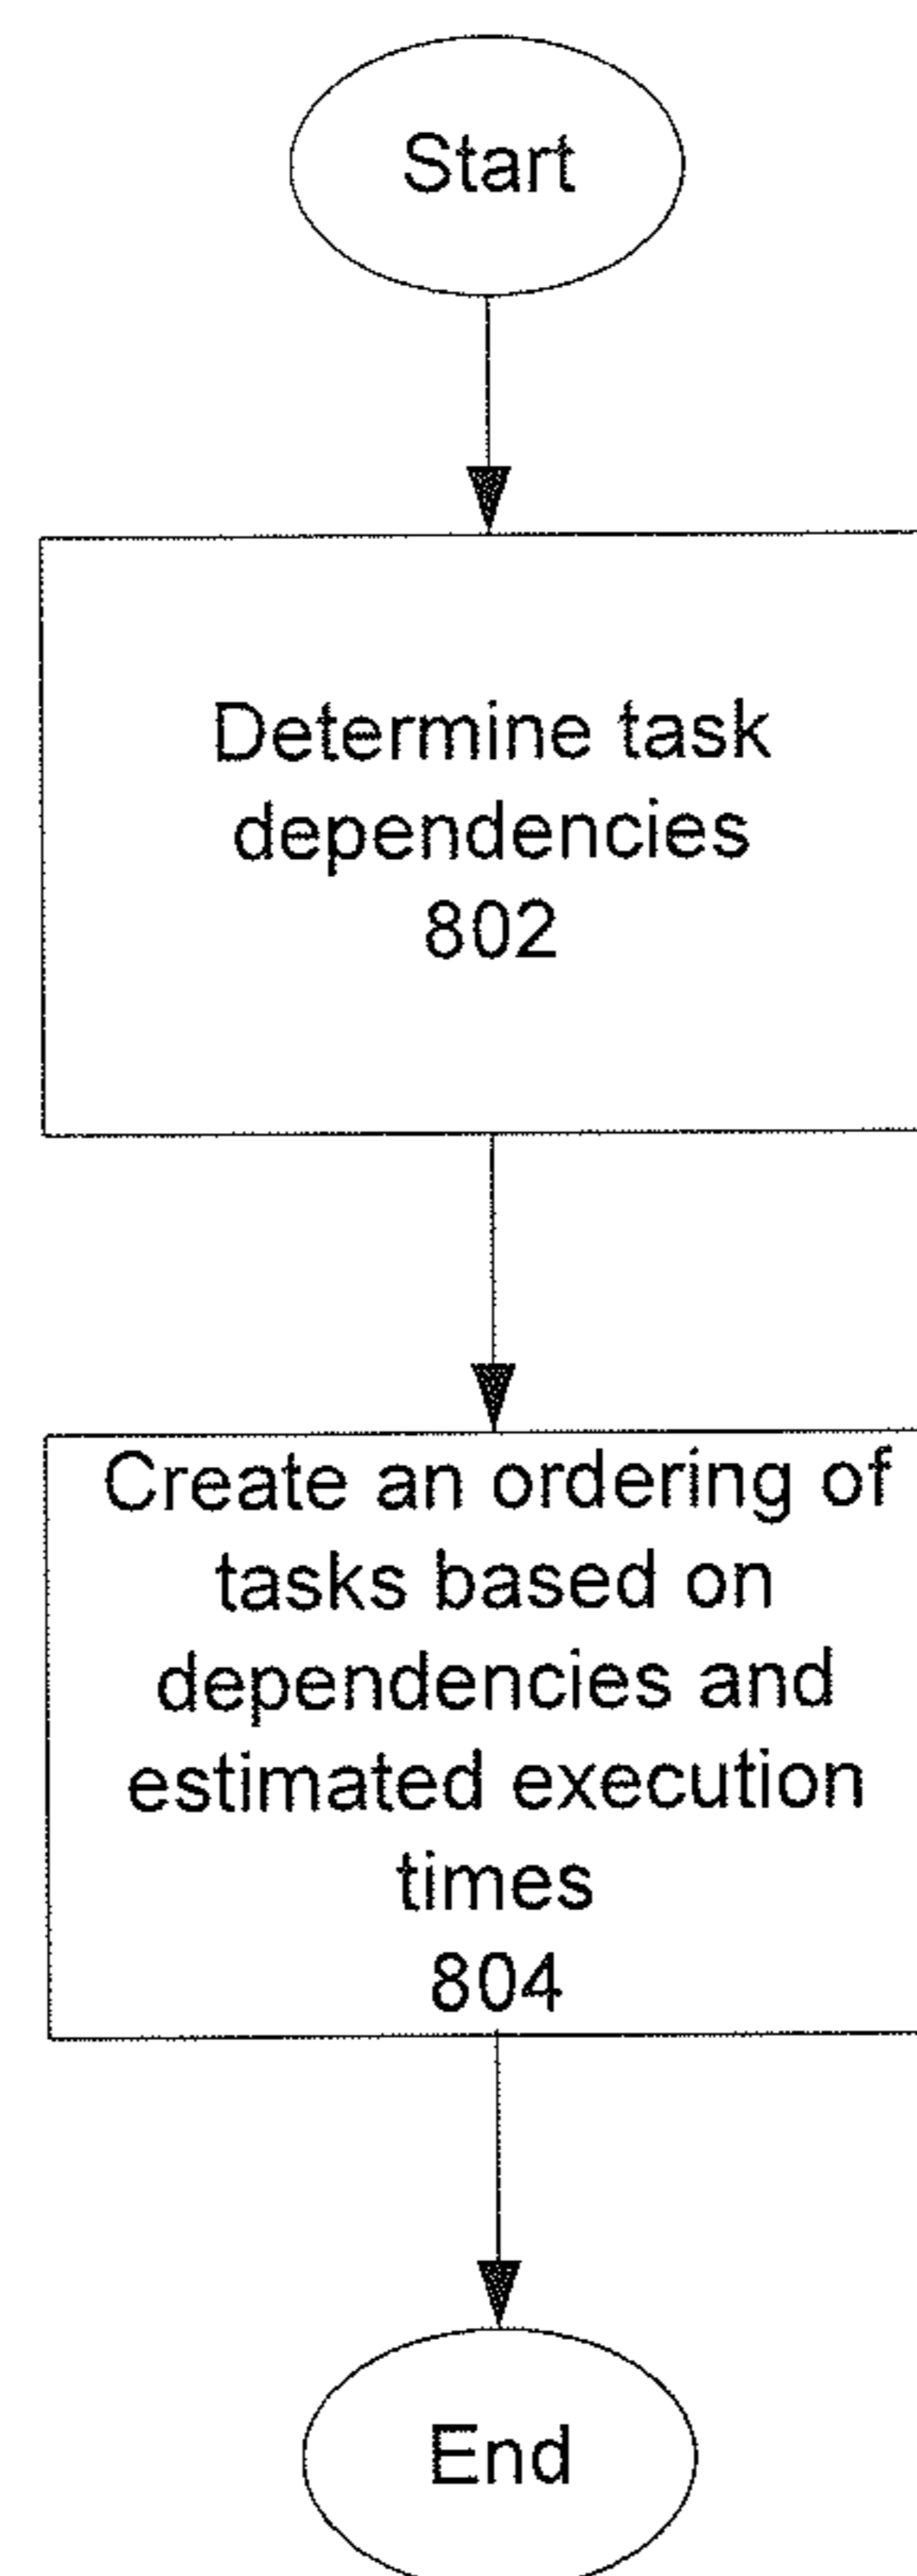 Start
Determine task
dependencies
802
Create an ordering of
tasks based on
dependencies and
estimated execution
times
804
End